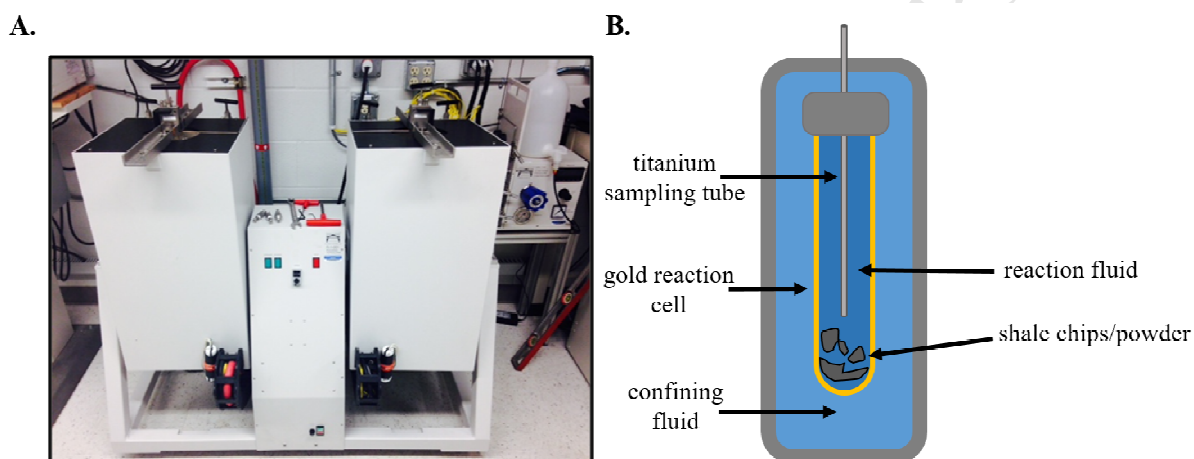 A.
B.
titanium
sampling tube
gold reaction
cell
reaction fluid
shale chips/powder
confining
fluid